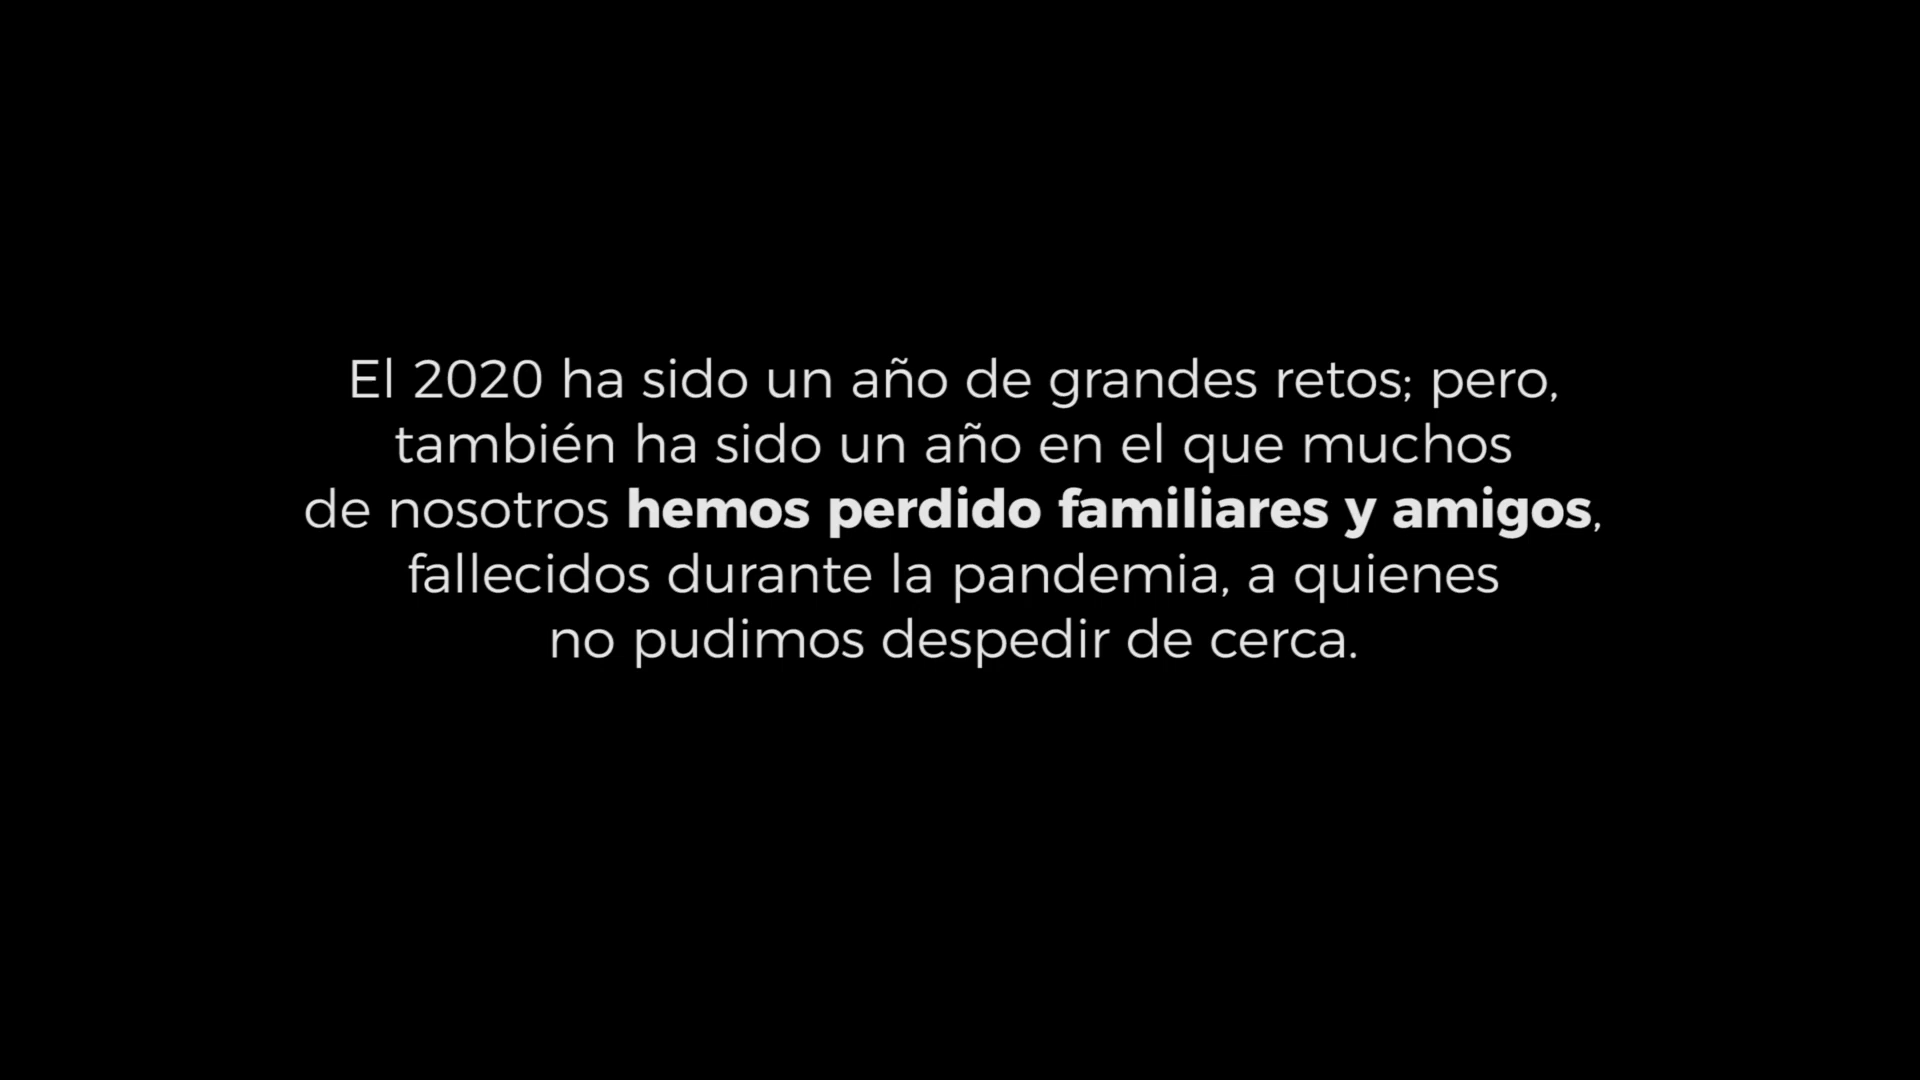 El 2020 ha sido un año de grandes retos; pero,
también ha sido un año en el que muchos
de nosotros hemos perdido familiares y amigos,
fallecidos durante la pandemia, a quienes
no pudimos despedir de cerca.